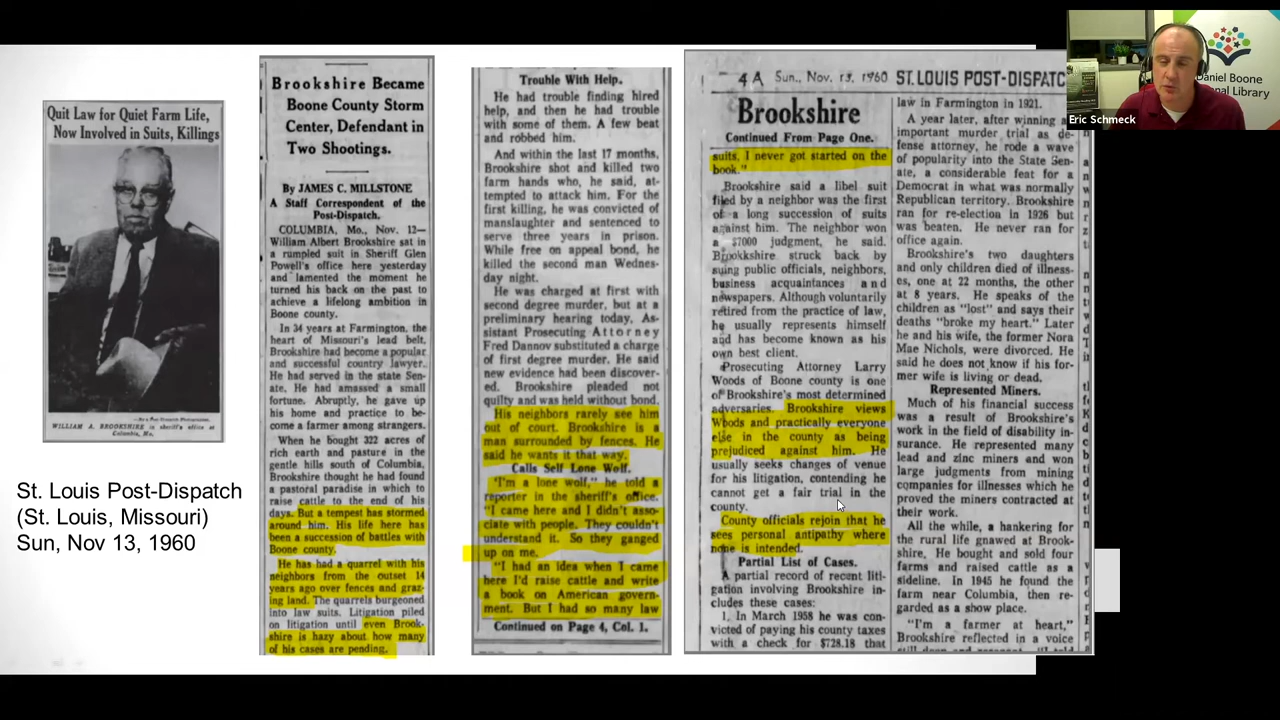 Quit Law for Quiet Farm Life,
Now Involved in Suits, Killings
WILLIAM A. BROOKSHIRE in sheriff's office at
Columbia, Mo.
St. Louis Post-Dispatch
(St. Louis, Missouri)
Sun, Nov 13, 1960
Brookshire Became
Boone County Storm
Center, Defendant in
Two Shootings.
By JAMES C. MILLSTONE
A Staff Correspondent of the
Post-Dispatch.
COLUMBIA, Mo., Nov. 12—
William Albert Brookshire sat in
a rumpled suit in Sheriff Glen
Powell's office here yesterday
and lamented the moment he
turned his back on the past to
achieve a lifelong ambition in
Boone county.
In 34 years at Farmington, the
heart of Missouri's lead belt,
Brookshire had become a popular
and successful country lawyer.
He had served in the state Sen-
ate. He had amassed a small
fortune. Abruptly, he gave up
his home and practice to be-
come a farmer among strangers.
When he bought 322 acres of
rich earth and pasture in the
gentle hills south of Columbia,
Brookshire thought he had found
a pastoral paradise in which to
raise cattle to the end of his
days. But a tempest has stormed
around him. His life here has
been a succession of battles with
Boone county.
He has had a quarrel with his
neighbors from the outset 14
years ago over fences and graz-
ing land. The quarrels burgeoned
into law suits. Litigation piled
on litigation until even Brook-
shire is hazy about how many
of his cases are pending.
Trouble With Help.
He had trouble finding hired
help, and then he had trouble
with some of them. A few beat
and robbed him.
And within the last 17 months,
Brookshire shot and killed two
farm hands who, he said, at-
tempted to attack him. For the
first killing, he was convicted of
manslaughter and sentenced to
serve three years in prison.
While free on appeal bond, he
killed the second man Wednes-
day night.
He was charged at first with
second degree murder, but at a
preliminary hearing today, As-
sistant Prosecuting Attorney
Fred Dannov substituted a charge
of first degree murder. He said
new evidence had been discover-
ed. Brookshire pleaded not
guilty and was held without bond.
His neighbors rarely see him
out of court. Brookshire is a
man surrounded by fences. He
said he wants it that way.
Calls Self Lone Wolf.
"I'm a lone wolf," he told a
reporter in the sheriff's office.
"I came here and I didn't asso-
ciate with people. They couldn't
understand it. So they ganged
up on me.
"I had an idea when I came
here I'd raise cattle and write
a book on American govern-
ment. But I had so many law
Continued on Page 4, Col. 1.
4A Sun., Nov. 13, 1960 ST. LOUIS POST-DISPATC
Brookshire
Continued From Page One.
suits, I never got started on the
book."
Brookshire said a libel suit
filed by a neighbor was the first
of a long succession of suits
against him. The neighbor won
a $7000 judgment, he said.
Brookshire struck back by
suing public officials, neighbors,
business acquaintances and
newspapers. Although voluntarily
retired from the practice of law,
he usually represents himself
and has become known as his
own best client.
Prosecuting Attorney Larry
Woods of Boone county is one
of Brookshire's most determined
adversaries. Brookshire views
Woods and practically everyone
else in the county as being
prejudiced against him. He
usually seeks changes of venue
for his litigation, contending he
cannot get a fair trial in the
county.
County officials rejoin that he
sees personal antipathy where
none is intended.
Partial List of Cases.
A partial record of recent liti-
gation involving Brookshire in-
cludes these cases:
1. In March 1958 he was con-
victed of paying his county taxes
with a check for $728.18 that
law in Farmington in 1921.
A year later, after winning a
important murder trial as de-
fense attorney, he rode a wave
of popularity into the State Sen-
ate, a considerable feat for a
Democrat in what was normally
Republican territory. Brookshire
ran for re-election in 1926 but
was beaten. He never ran for
office again.
Brookshire's two daughters
and only children died of illness-
es, one at 22 months, the other
at 8 years. He speaks of the
children as "lost" and says their
deaths "broke my heart." Later
he and his wife, the former Nora
Mae Nichols, were divorced. He
said he does not know if his for-
mer wife is living or dead.
Represented Miners.
Much of his financial success
was a result of Brookshire's
work in the field of disability in-
surance. He represented many
lead and zinc miners and won
large judgments from mining
companies for illnesses which he
proved the miners contracted at
their work.
All the while, a hankering for
the rural life gnawed at Brook-
shire. He bought and sold four
farms and raised cattle as a
sideline. In 1945 he found the
farm near Columbia, then re-
garded as a show place.
"I'm a farmer at heart,"
Brookshire reflected in a voice
Daniel Boone
nal Library
Eric Schmeck